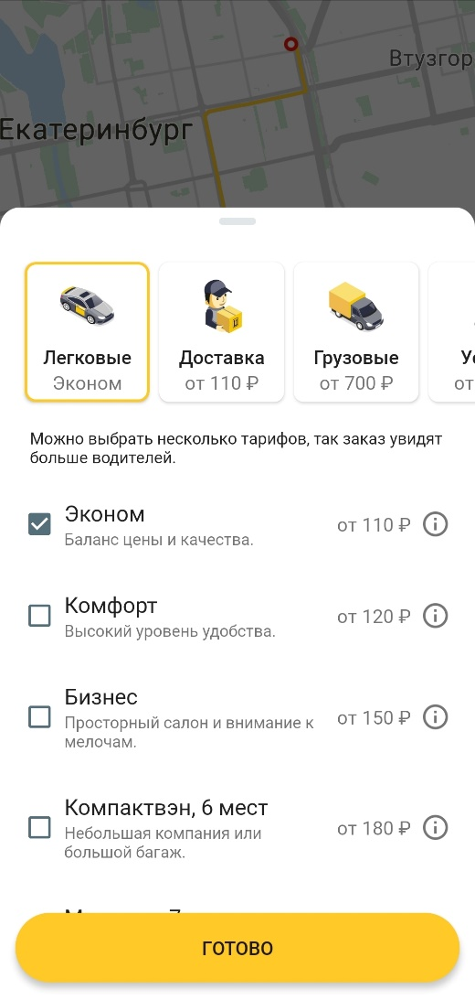 Втузгор
Екатеринбург
Легковые
Эконом
Доставка
от 110 ₽
Грузовые
от 700 ₽
от
Можно выбрать несколько тарифов, так заказ увидят
больше водителей.
Эконом
Баланс цены и качества.
от 110 ₽
Комфорт
Высокий уровень удобства.
от 120 ₽
Бизнес
Просторный салон и внимание к
мелочам.
от 150 ₽
Компактвэн, 6 мест
Небольшая компания или
большой багаж.
от 180 ₽
ГОТОВО